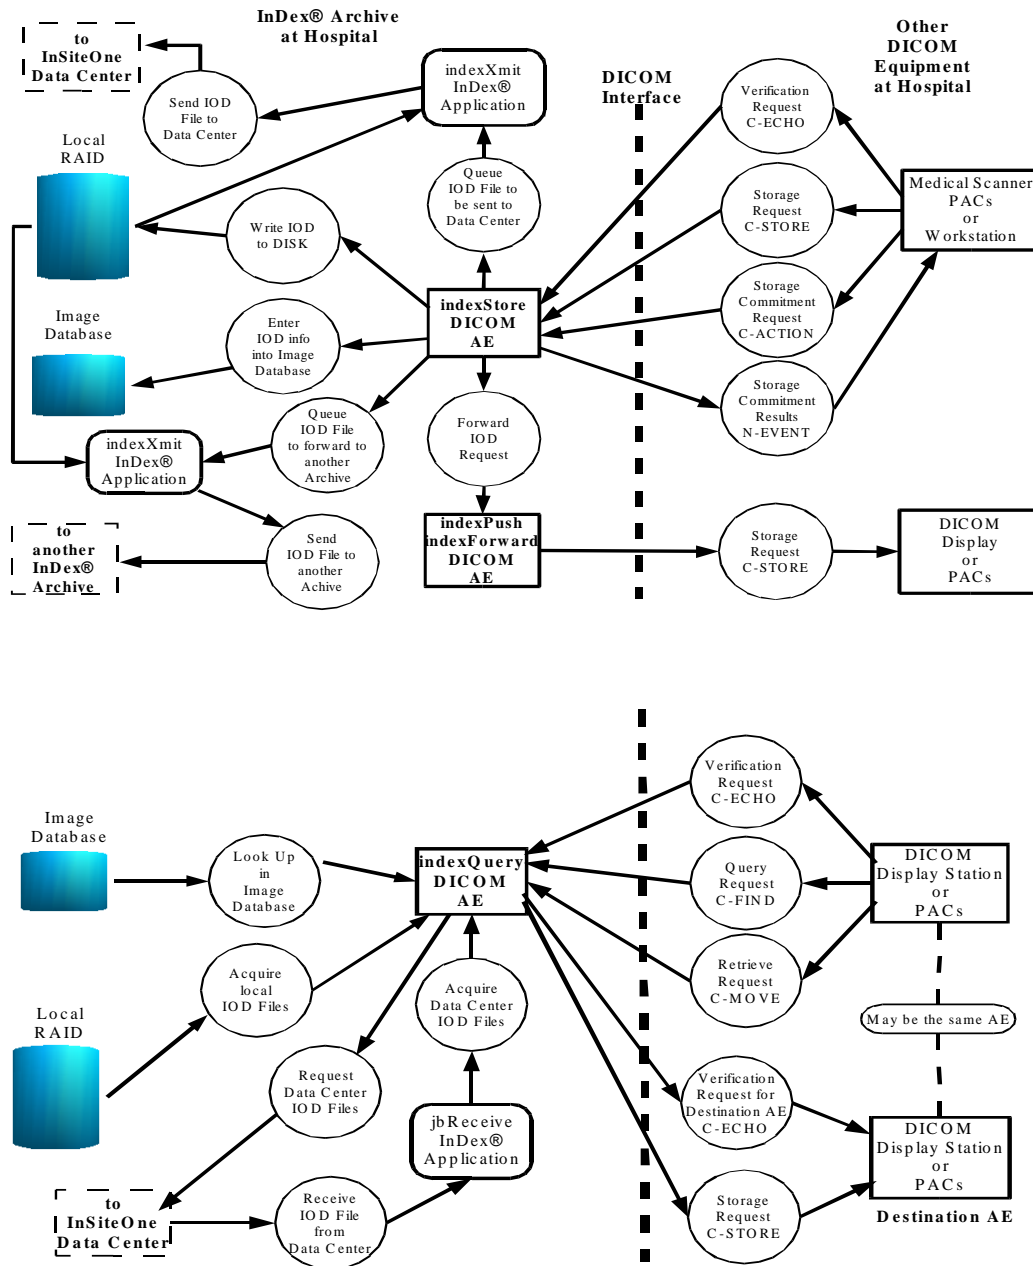 to
InSiteOne
Data Center
InDex® Archive
at Hospital
Other
DICOM
Equipment
at Hospital
DICOM
Interface
indexXmit
InDex®
Application
Send IOD
File to
Data Center
Verification
Request
C-ECHO
Local
RAID
Queue
IOD File to
be sent to
Data Center
Storage
Request
C-STORE
Medical Scanner
PACs
or
Workstation
Write IOD
to DISK
indexStore
DICOM
AE
Storage
Commitment
Request
C-ACTION
Image
Database
Enter
IOD info
into Image
Database
Storage
Commitment
Results
N-EVENT
Queue
IOD File
to forward to
another
Archive
Forward
IOD
Request
indexXmit
InDex®
Application
to
another
InDex®
Archive
Send
IOD File to
another
Achive
indexPush
indexForward
DICOM
AE
Storage
Request
C-STORE
DICOM
Display
or
PACs
Verification
Request
C-ECHO
Image
Database
Look Up
in
Image
Database
indexQuery
DICOM
AE
Query
Request
C-FIND
DICOM
Display Station
or
PACs
Acquire
local
IOD Files
Acquire
Data Center
IOD Files
Retrieve
Request
C-MOVE
Local
RAID
May be the same AE
Request
Data Center
IOD Files
jbReceive
InDex®
Application
Verification
Request for
Destination AE
C-ECHO
DICOM
Display Station
or
PACs
to
InSiteOne
Data Center
Receive
IOD File
from
Data Center
Storage
Request
C-STORE
Destination AE